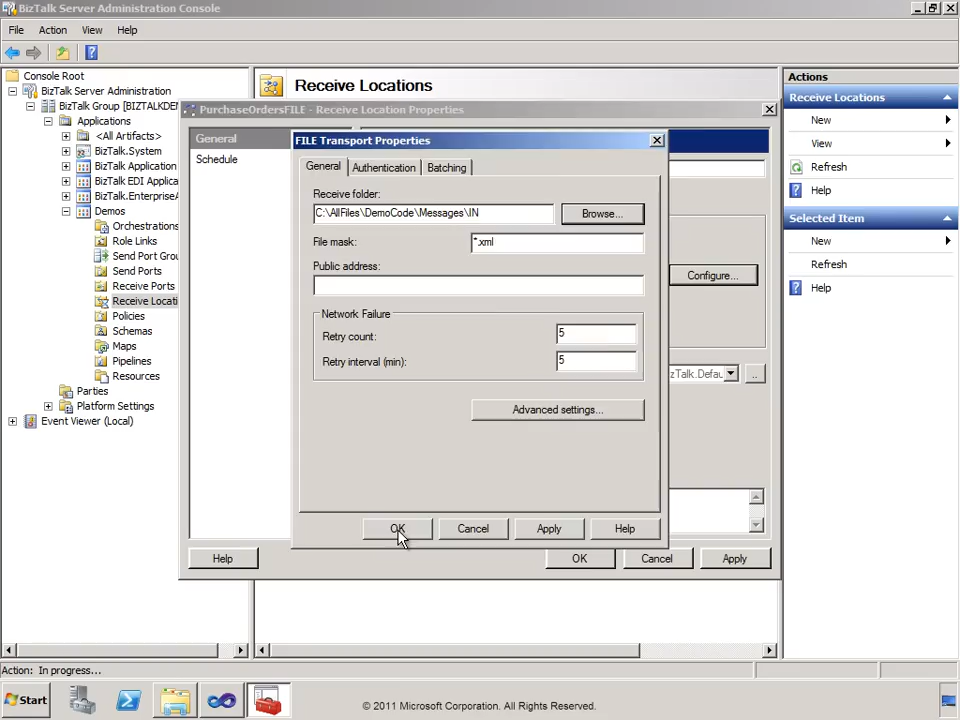 BizTalk Server Administration Console
File Action View Help
Console Root
BizTalk Server Administration
BizTalk Group [BIZTALKDEM
Applications
<All Artifacts>
BizTalk.System
BizTalk Application
BizTalk EDI Applica
BizTalk.EnterpriseA
Demos
Orchestrations
Role Links
Send Port Grou
Send Ports
Receive Ports
Receive Locati
Policies
Schemas
Maps
Pipelines
Resources
Parties
Platform Settings
Event Viewer (Local)
Receive Locations
PurchaseOrdersFILE - Receive Location Properties
General
Schedule
Configure...
zTalk.Defau
..
Help
OK Cancel Apply
FILE Transport Properties
General Authentication Batching
Receive folder:
C:\AllFiles\DemoCode\Messages\IN Browse...
File mask: *.xml
Public address:
Network Failure
Retry count: 5
Retry interval (min): 5
Advanced settings...
OK Cancel Apply Help
Actions
Receive Locations
New
View
Refresh
Help
Selected Item
New
Refresh
Help
Action: In progress...
Start
© 2011 Microsoft Corporation. All Rights Reserved.